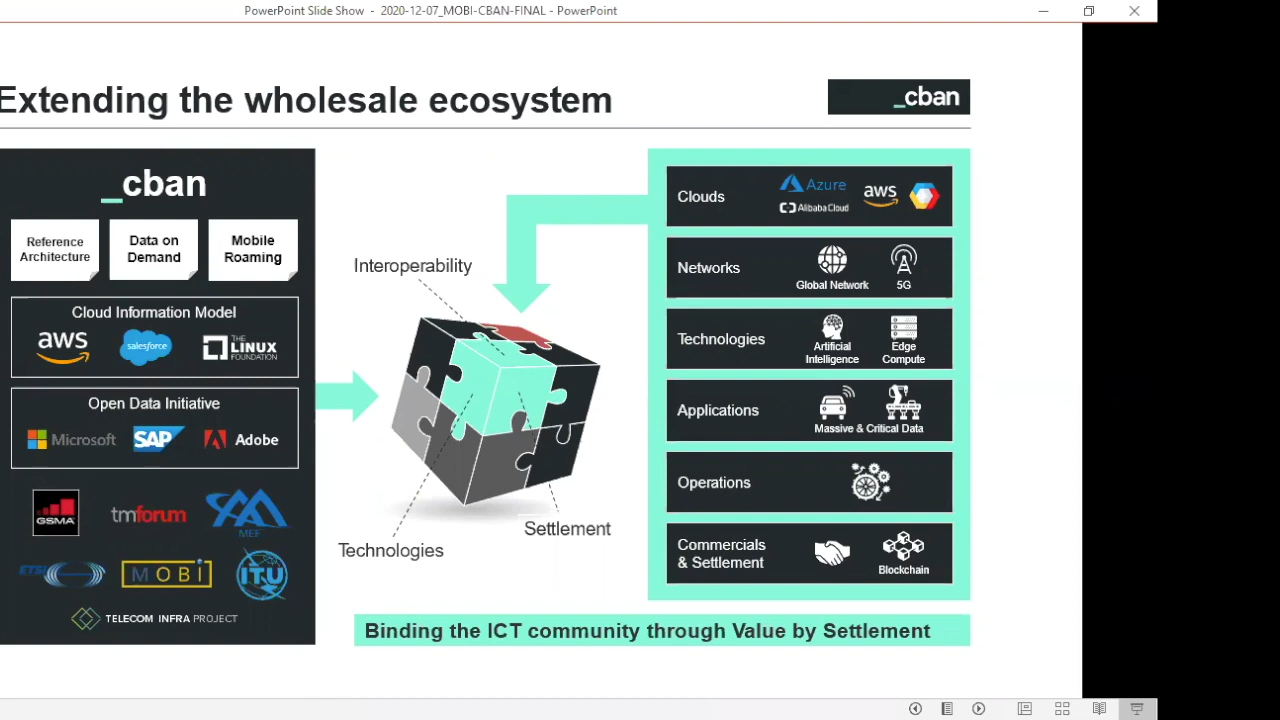 PowerPoint Slide Show - 2020-12-07_MOBI-CBAN-FINAL - PowerPoint
Extending the wholesale ecosystem
_cban
_cban
Reference
Architecture
Data on
Demand
Mobile
Roaming
Cloud Information Model
aws
salesforce
THE
LINUX
FOUNDATION
Open Data Initiative
Microsoft
SAP
Adobe
GSMA
tmforum
MEF
ETSI
MOBI
ITU
TELECOM INFRA PROJECT
Interoperability
Technologies
Settlement
Clouds
Azure
Alibaba Cloud
aws
Networks
Global Network
5G
Technologies
Artificial
Intelligence
Edge
Compute
Applications
Massive & Critical Data
Operations
Commercials
& Settlement
Blockchain
Binding the ICT community through Value by Settlement